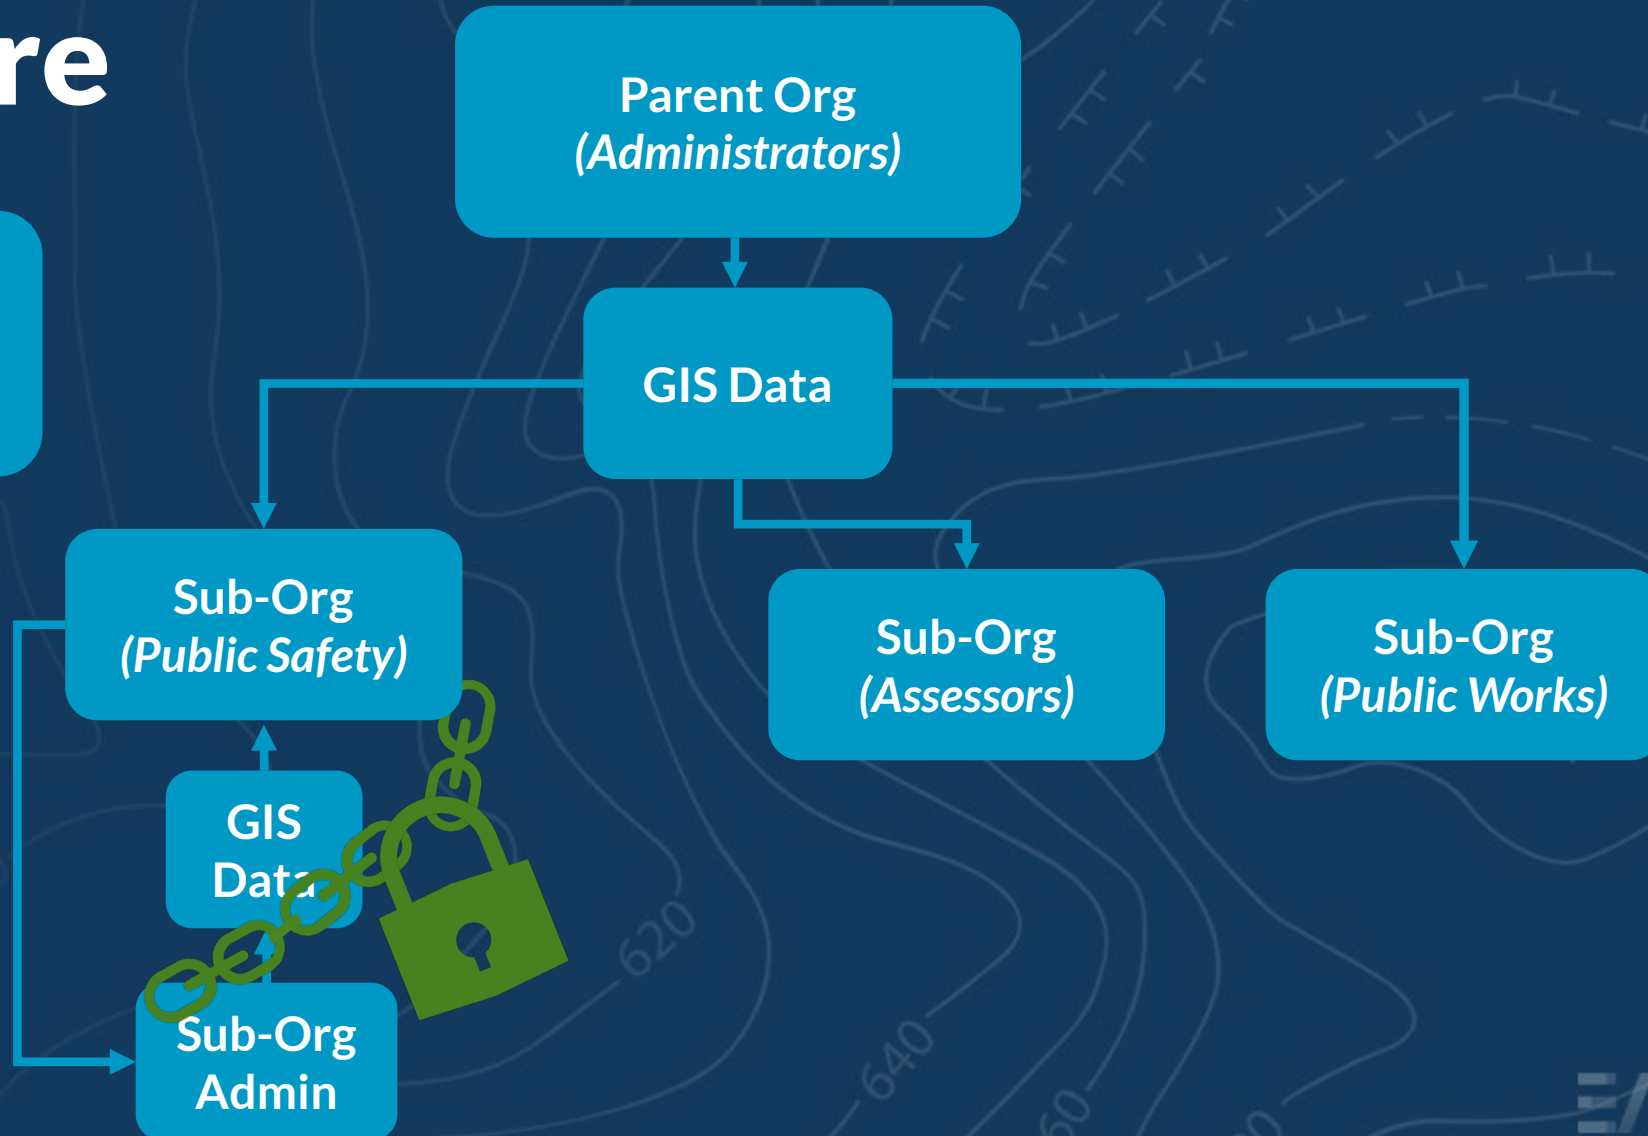 re
Parent Org
(Administrators)
GIS Data
Sub-Org
(Public Safety)
Sub-Org
(Assessors)
Sub-Org
(Public Works)
GIS
Data
Sub-Org
Admin
620
640